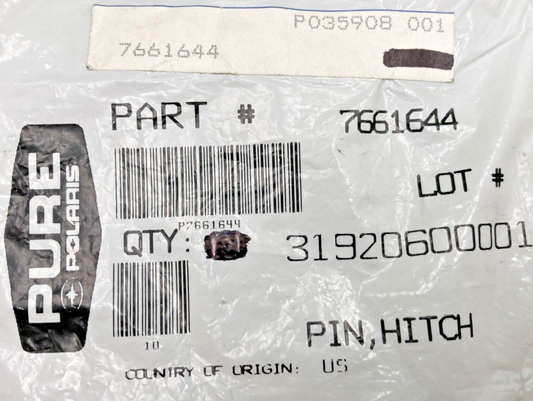 P035908 001
7661644
PART # 7661644
P7661644
LOT #
QTY: 31920600001
10
PIN,HITCH
COUNTRY OF ORIGIN: US
PURE
POLARIS